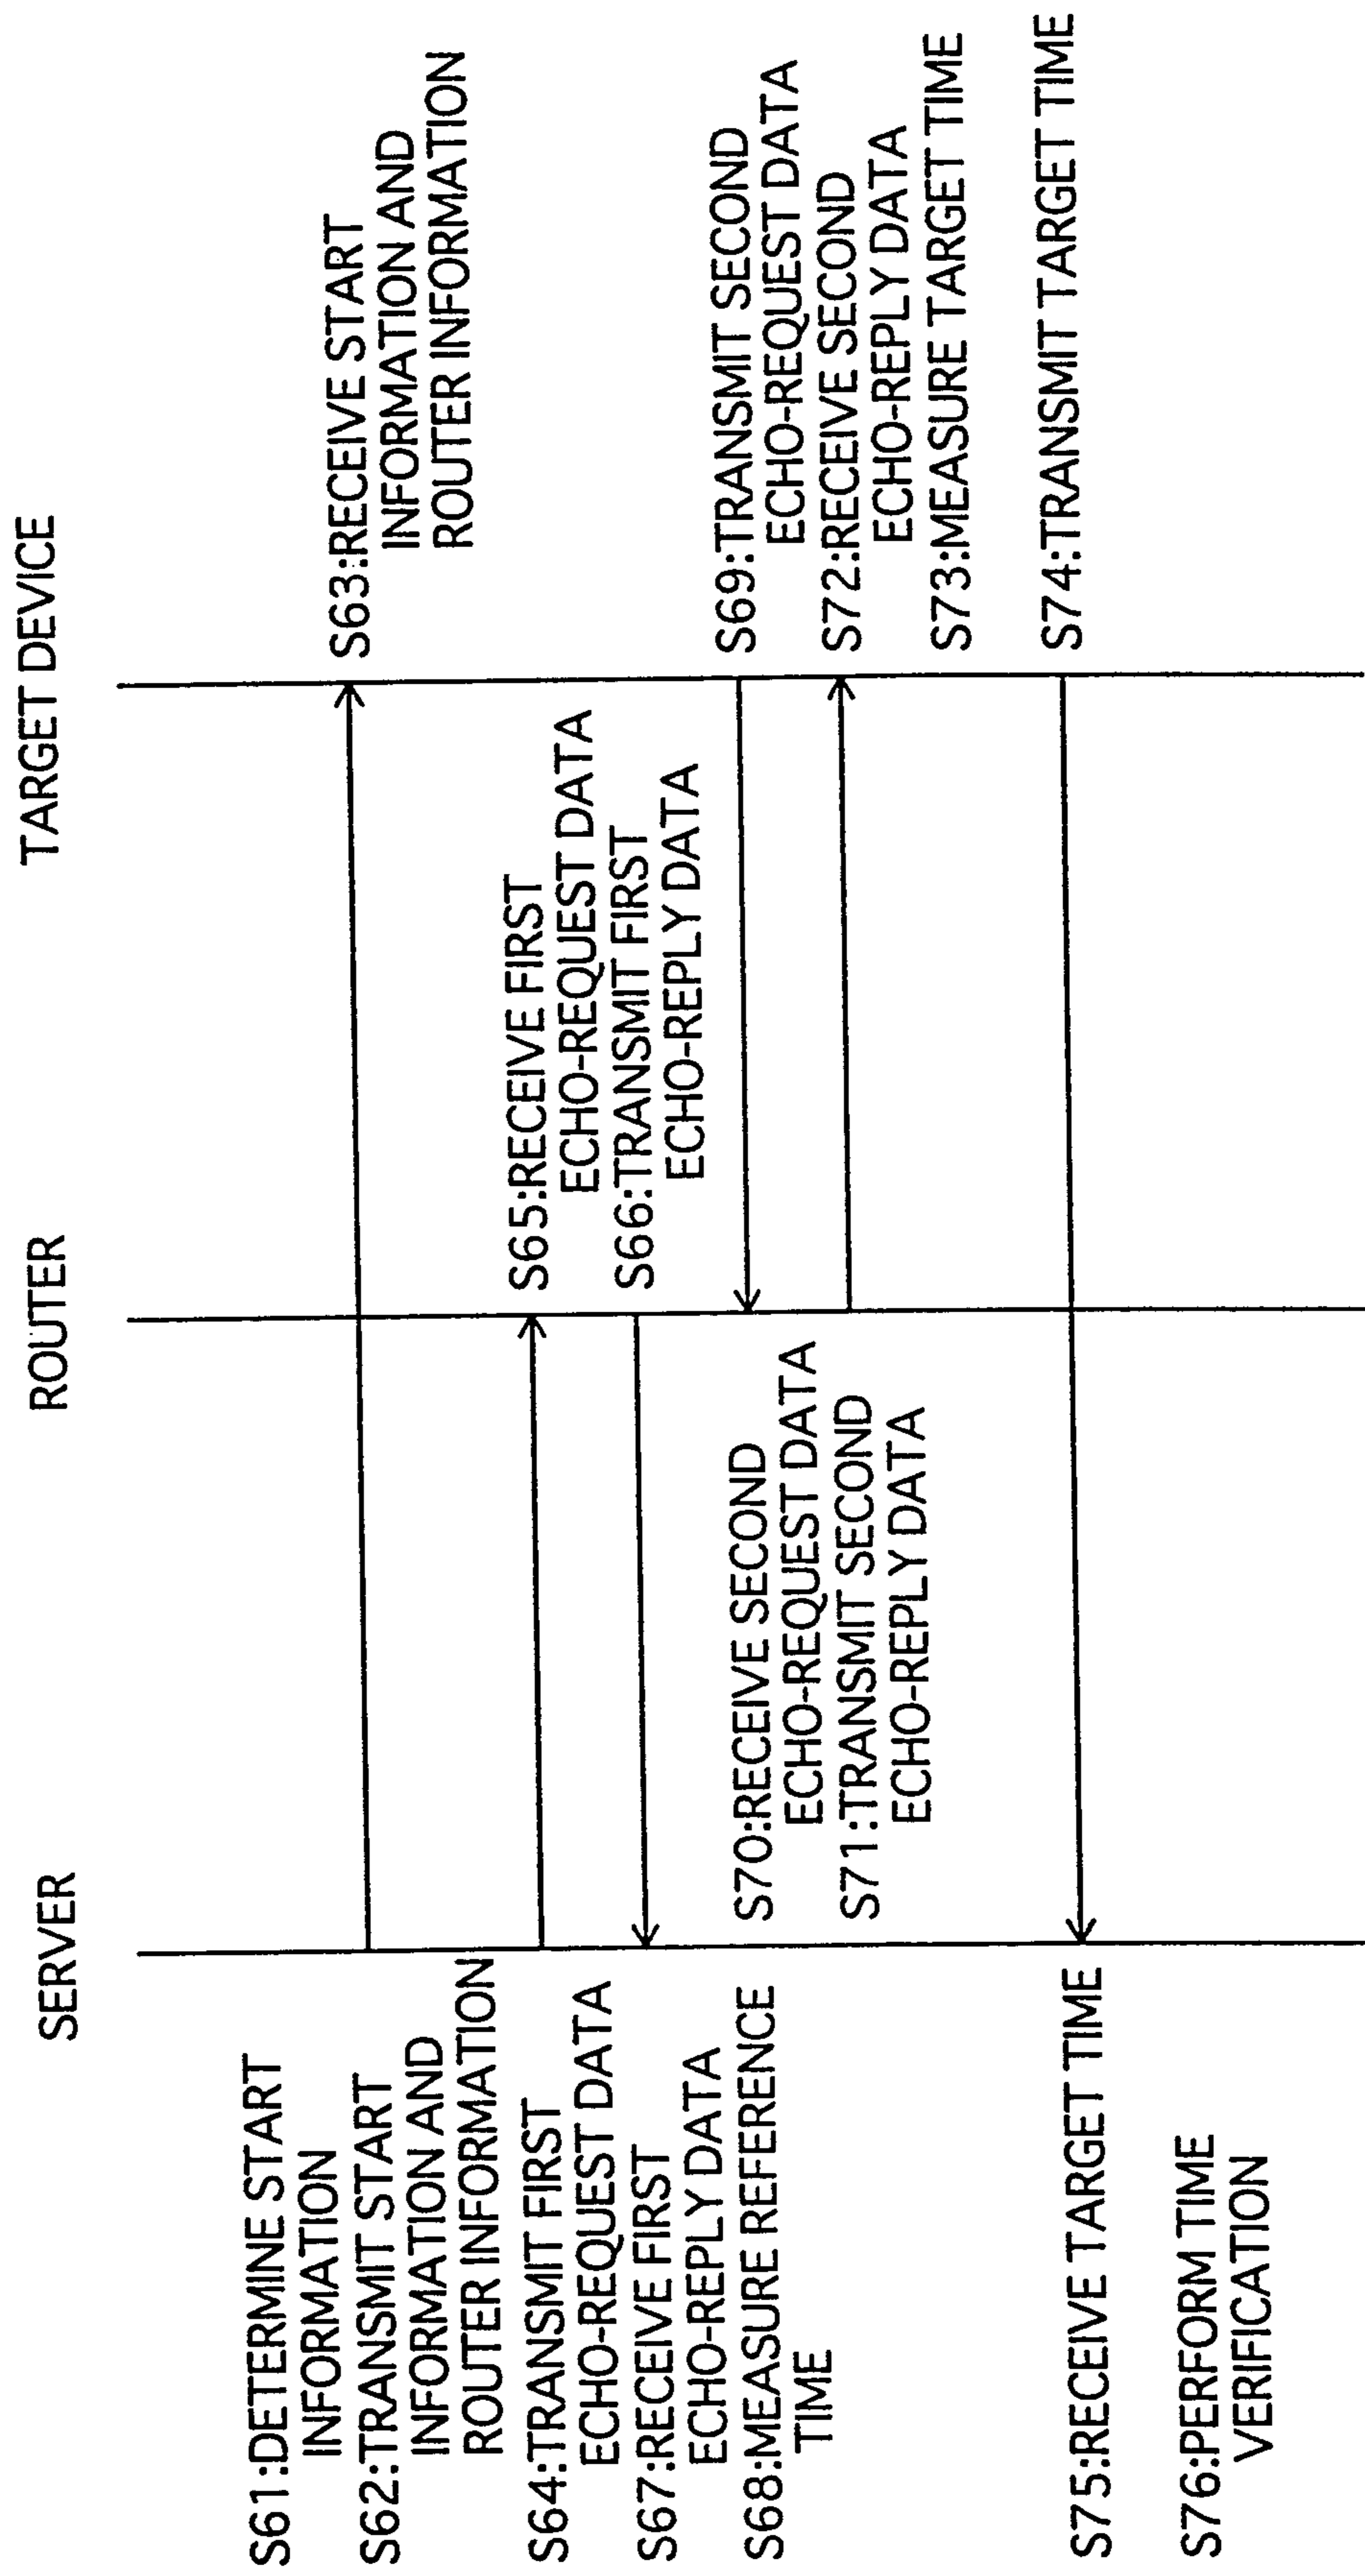 SERVER
ROUTER
TARGET DEVICE
S61:DETERMINE START
INFORMATION
S62:TRANSMIT START
INFORMATION AND
ROUTER INFORMATION
S63:RECEIVE START
INFORMATION AND
ROUTER INFORMATION
S64:TRANSMIT FIRST
ECHO-REQUEST DATA
S65:RECEIVE FIRST
ECHO-REQUEST DATA
S66:TRANSMIT FIRST
ECHO-REPLY DATA
S67:RECEIVE FIRST
ECHO-REPLY DATA
S68:MEASURE REFERENCE
TIME
S69:TRANSMIT SECOND
ECHO-REQUEST DATA
S70:RECEIVE SECOND
ECHO-REQUEST DATA
S71:TRANSMIT SECOND
ECHO-REPLY DATA
S72:RECEIVE SECOND
ECHO-REPLY DATA
S73:MEASURE TARGET TIME
S74:TRANSMIT TARGET TIME
S75:RECEIVE TARGET TIME
S76:PERFORM TIME
VERIFICATION